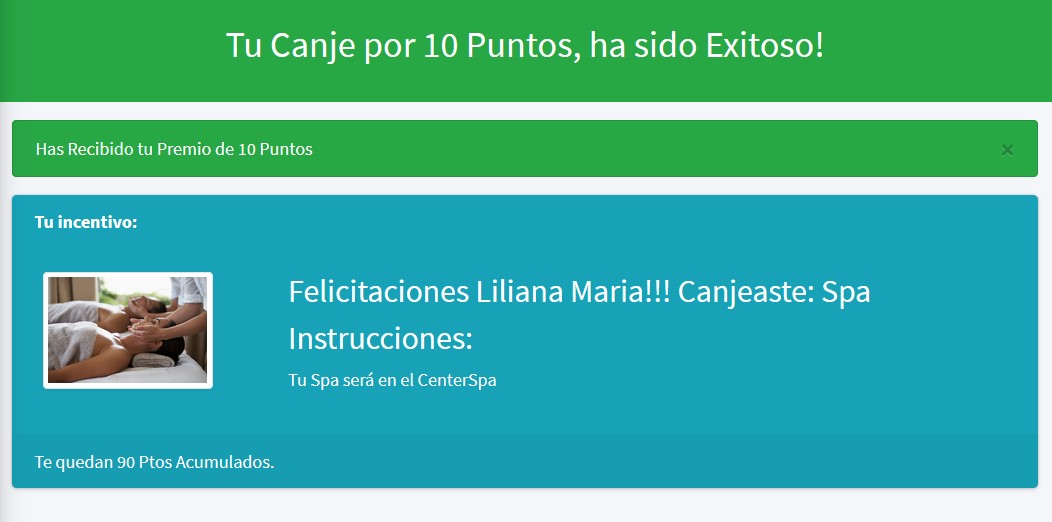 Tu Canje por 10 Puntos, ha sido Exitoso!
Has Recibido tu Premio de 10 Puntos
×
Tu incentivo:
Felicitaciones Liliana Maria!!! Canjeaste: Spa
Instrucciones:
Tu Spa será en el CenterSpa
Te quedan 90 Ptos Acumulados.